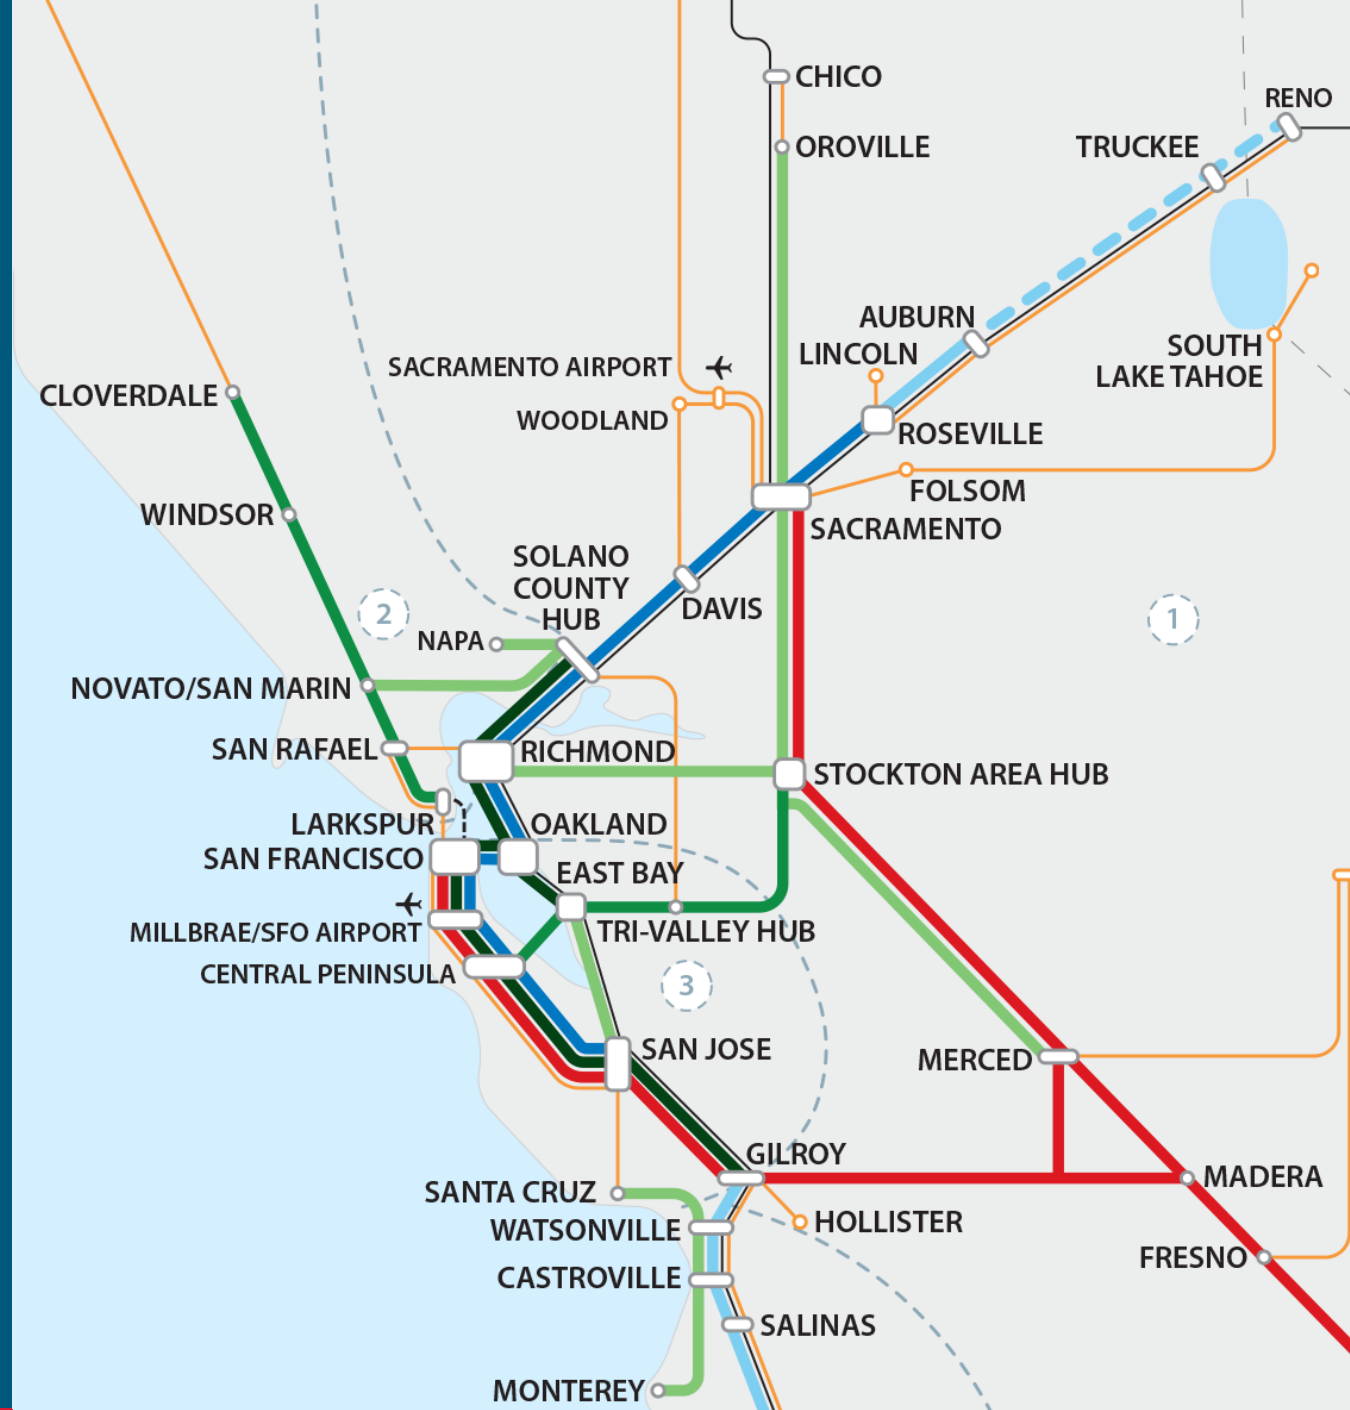 CHICO
RENO
OROVILLE
TRUCKEE
AUBURN
LINCOLN
SACRAMENTO AIRPORT
SOUTH
LAKE TAHOE
CLOVERDALE
WOODLAND
ROSEVILLE
FOLSOM
WINDSOR
SACRAMENTO
SOLANO
COUNTY
HUB
DAVIS
2
1
NAPA
NOVATO/SAN MARIN
SAN RAFAEL
RICHMOND
STOCKTON AREA HUB
LARKSPUR
OAKLAND
SAN FRANCISCO
EAST BAY
MILLBRAE/SFO AIRPORT
TRI-VALLEY HUB
CENTRAL PENINSULA
3
SAN JOSE
MERCED
GILROY
MADERA
SANTA CRUZ
HOLLISTER
WATSONVILLE
FRESNO
CASTROVILLE
SALINAS
MONTEREY